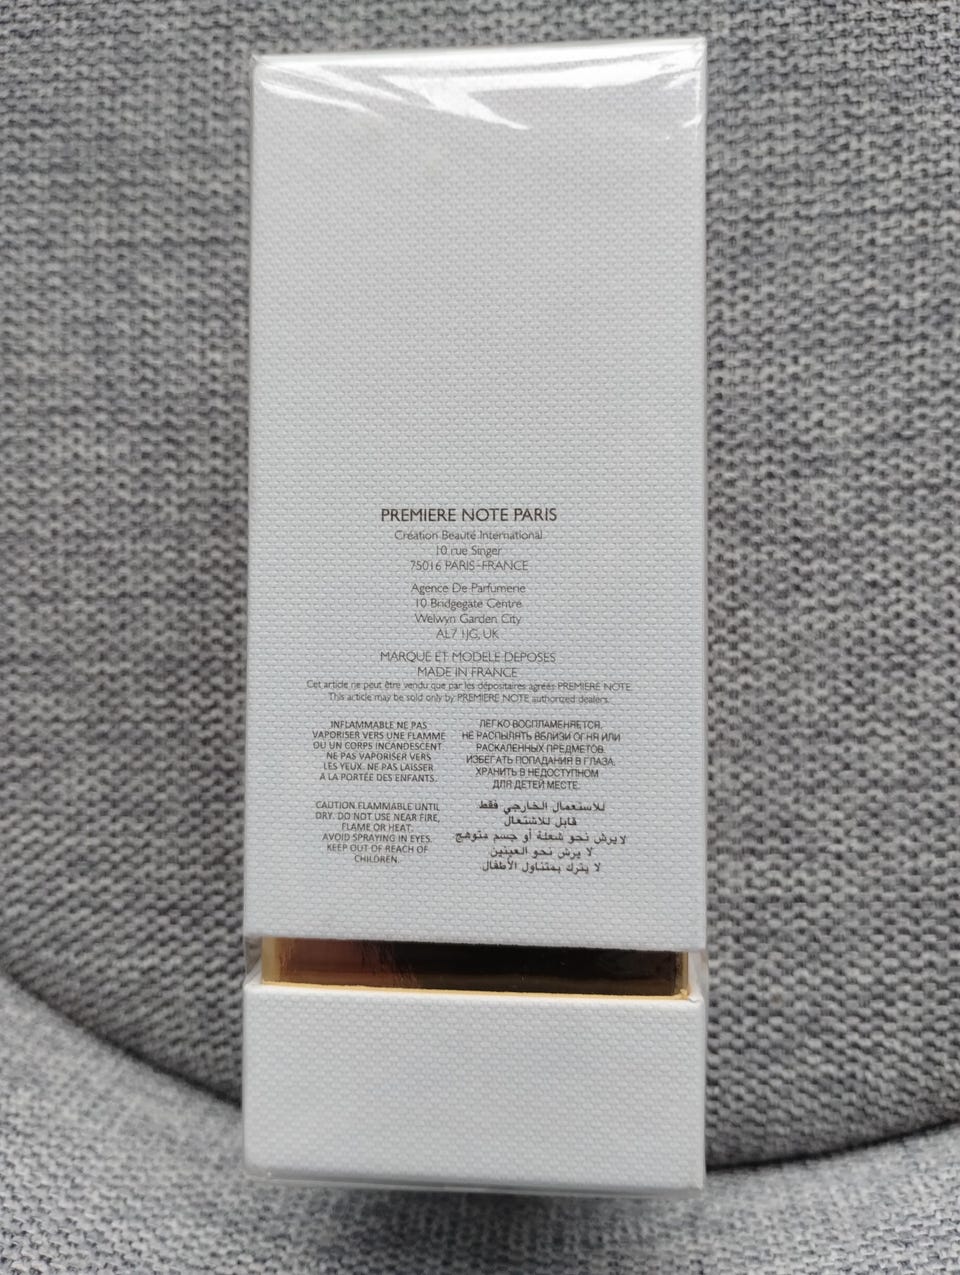 PREMIERE NOTE PARIS
Création Beauté International
10 rue Singer
75016 PARIS-FRANCE
Agence De Parfumerie
10 Bridgegate Centre
Welwyn Garden City
AL7 1JG, UK
MARQUE ET MODELE DEPOSES
MADE IN FRANCE
Cet article ne peut être vendu que par les dépositaires agréés PREMIERE NOTE.
This article may be sold only by PREMIERE NOTE authorized dealers.
INFLAMMABLE NE PAS
VAPORISER VERS UNE FLAMME
OU UN CORPS INCANDESCENT
NE PAS VAPORISER VERS
LES YEUX. NE PAS LAISSER
A LA PORTÉE DES ENFANTS.
ЛЕГКО ВОСПЛАМЕНЯЕТСЯ.
НЕ РАСПЫЛЯТЬ ВБЛИЗИ ОГНЯ ИЛИ
РАСКАЛЕННЫХ ПРЕДМЕТОВ.
ИЗБЕГАТЬ ПОПАДАНИЯ В ГЛАЗА.
ХРАНИТЬ В НЕДОСТУПНОМ
ДЛЯ ДЕТЕЙ МЕСТЕ.
CAUTION FLAMMABLE UNTIL
DRY. DO NOT USE NEAR FIRE,
FLAME OR HEAT.
AVOID SPRAYING IN EYES.
KEEP OUT OF REACH OF
CHILDREN.
للاستعمال الخارجي فقط
قابل للاشتعال
لا يرش نحو شعلة أو جسم متوهج
لا يرش نحو العينين
لا يترك بمتناول الأطفال